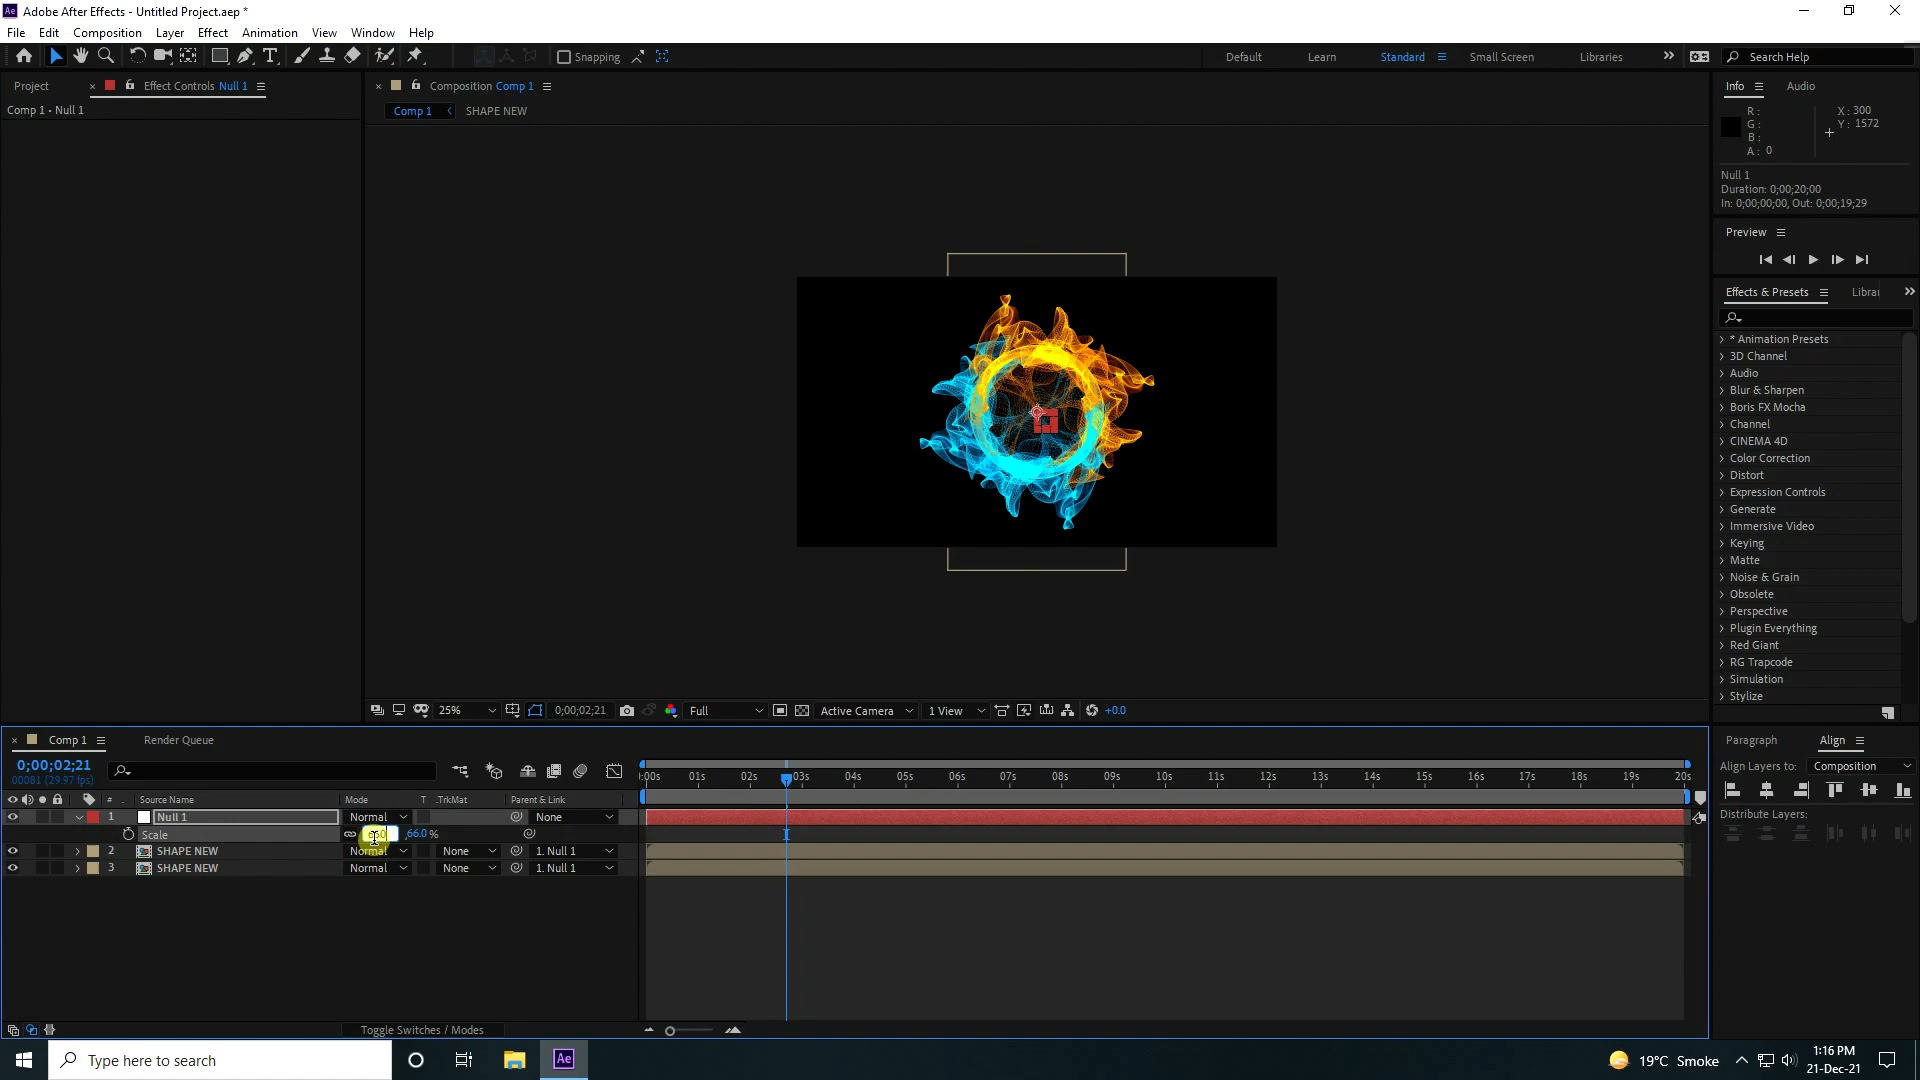 Adobe After Effects - Untitled Project.aep *
File Edit Composition Layer Effect Animation View Window Help
Snapping Default Learn Standard Small Screen Libraries Search Help
Project Effect Controls Null 1 Composition Comp 1 Info Audio
Comp 1 • Null 1
Comp 1 SHAPE NEW
R :
G :
B :
A : 0
X : 300
Y : 1572
Null 1
Duration: 0;00;20;00
In: 0;00;00;00, Out: 0;00;19;29
Preview
Effects & Presets Librar
* Animation Presets
3D Channel
Audio
Blur & Sharpen
Boris FX Mocha
Channel
CINEMA 4D
Color Correction
Distort
Expression Controls
Generate
Immersive Video
Keying
Matte
Noise & Grain
Obsolete
Perspective
Plugin Everything
Red Giant
RG Trapcode
Simulation
Stylize
25% 0;00;02;21 Full Active Camera 1 View +0.0
Comp 1 Render Queue
Paragraph Align
0;00;02;21
00081 (29.97 fps)
Align Layers to: Composition
Distribute Layers:
:00s 01s 02s 03s 04s 05s 06s 07s 08s 09s 10s 11s 12s 13s 14s 15s 16s 17s 18s 19s 20s
# Source Name Mode T .TrkMat Parent & Link
1 Null 1 Normal None
Scale ,66.0 %
2 SHAPE NEW Normal None 1. Null 1
3 SHAPE NEW Normal None 1. Null 1
Toggle Switches / Modes
Type here to search Ae 19°C Smoke 1:16 PM
21-Dec-21